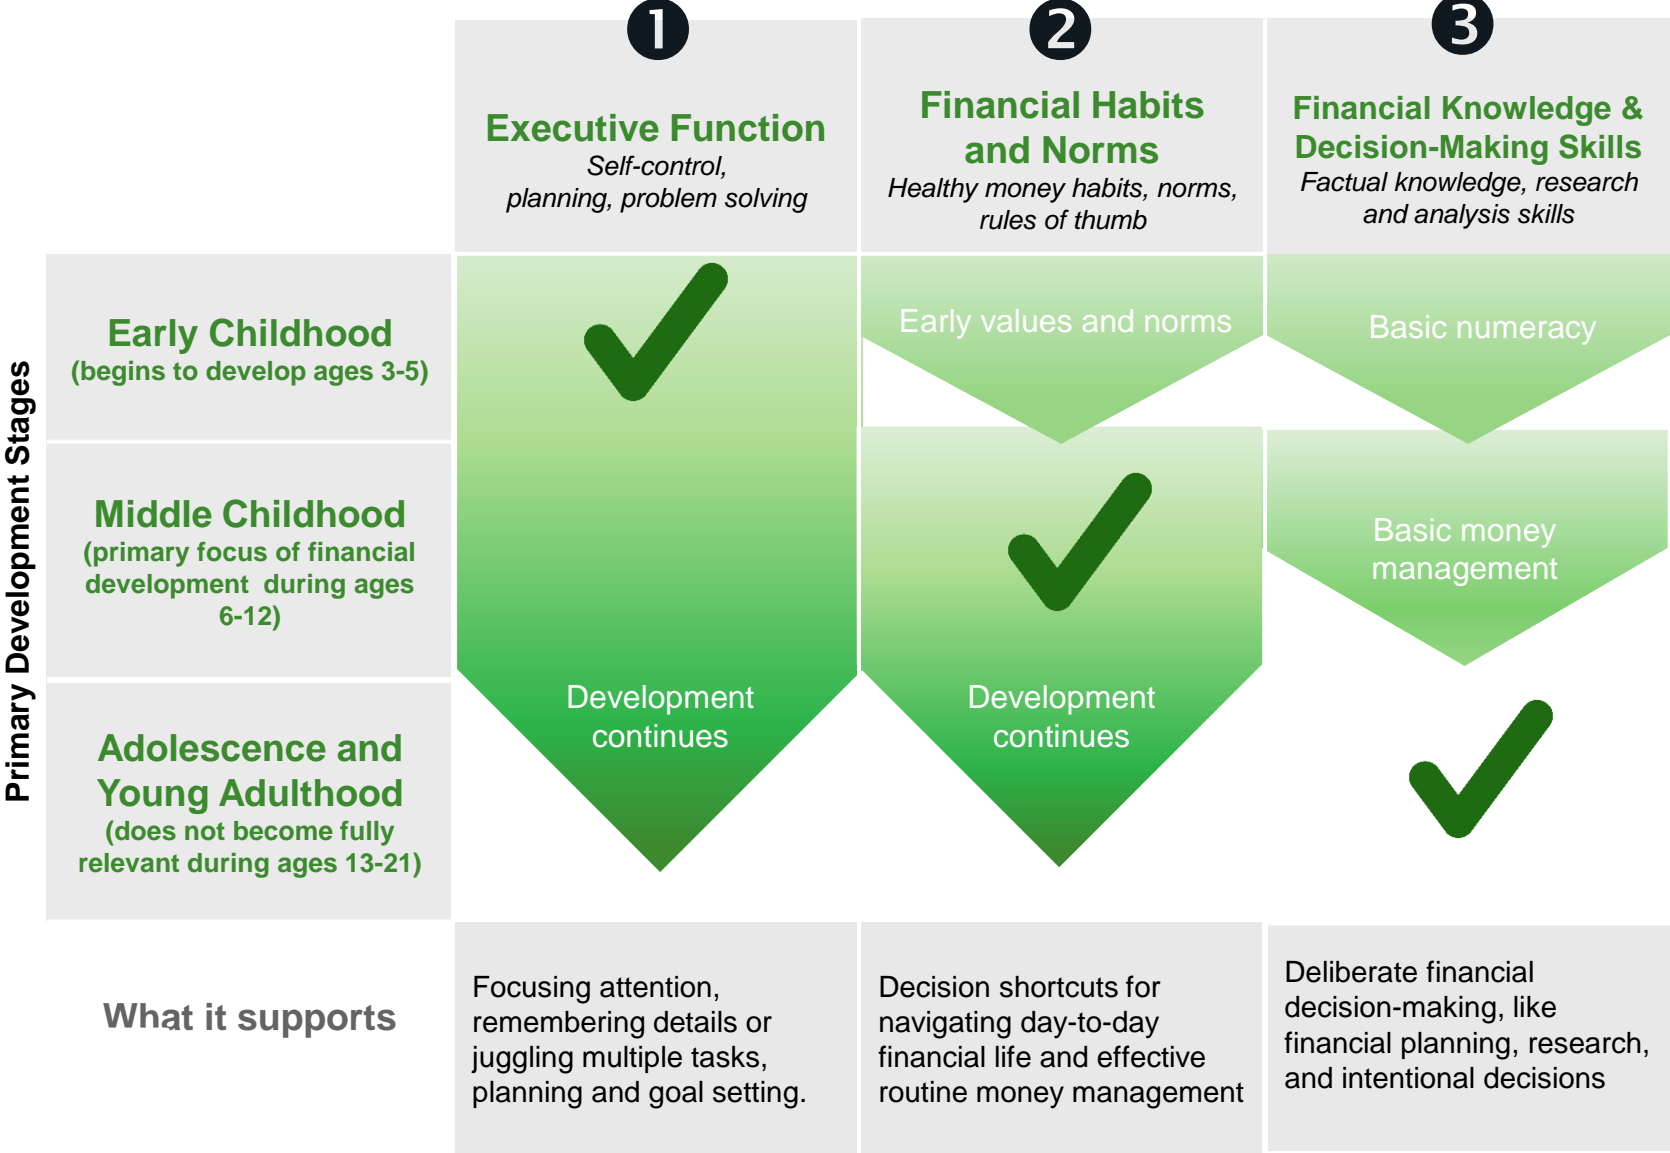 1
2
3
Executive Function
Self-control,
planning, problem solving
Financial Habits
and Norms
Healthy money habits, norms,
rules of thumb
Financial Knowledge &
Decision-Making Skills
Factual knowledge, research
and analysis skills
Primary Development Stages
Early Childhood
(begins to develop ages 3-5)
Early values and norms
Basic numeracy
Middle Childhood
(primary focus of financial
development during ages
6-12)
Basic money
management
Adolescence and
Young Adulthood
(does not become fully
relevant during ages 13-21)
Development
continues
Development
continues
What it supports
Focusing attention,
remembering details or
juggling multiple tasks,
planning and goal setting.
Decision shortcuts for
navigating day-to-day
financial life and effective
routine money management
Deliberate financial
decision-making, like
financial planning, research,
and intentional decisions